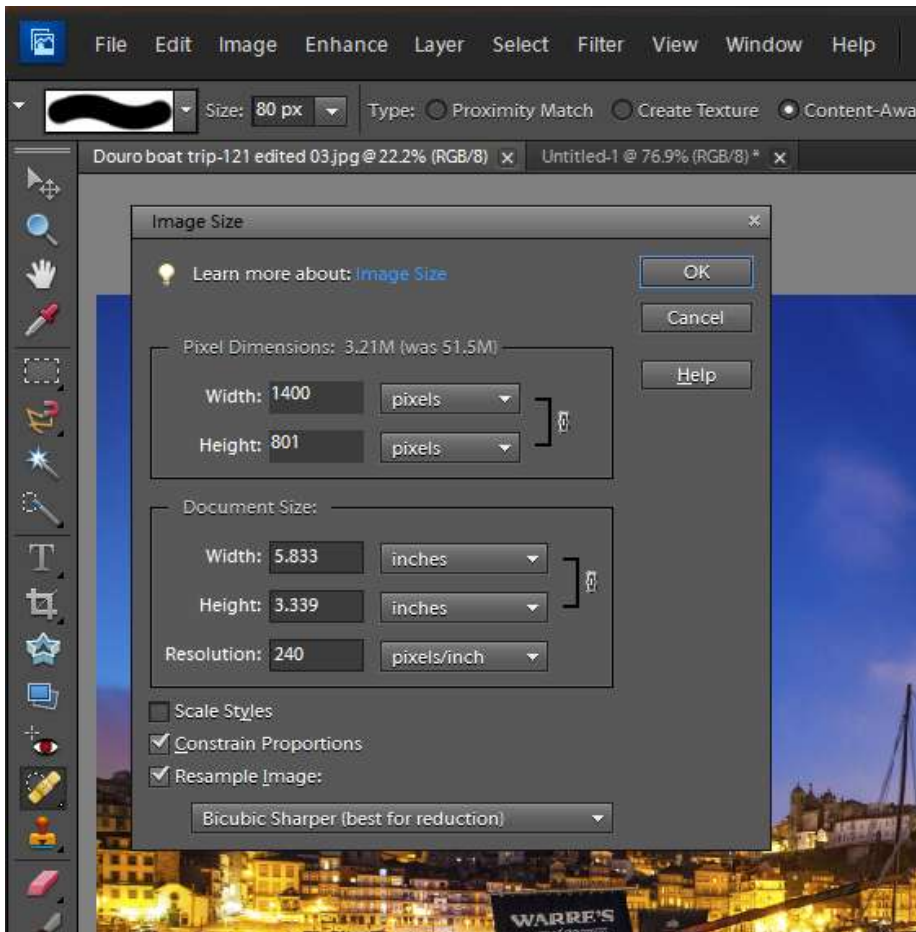 File Edit Image Enhance Layer Select Filter View Window Help
Size: 80 px Type: Proximity Match Create Texture Content-Awa
Douro boat trip-121 edited 03.jpg @ 22.2% (RGB/8) x Untitled-1 @ 76.9% (RGB/8) * x
Image Size
Learn more about: Image Size
OK
Cancel
Help
Pixel Dimensions: 3.21M (was 51.5M)
Width: 1400 pixels
Height: 801 pixels
Document Size:
Width: 5.833 inches
Height: 3.339 inches
Resolution: 240 pixels/inch
Scale Styles
Constrain Proportions
Resample Image:
Bicubic Sharper (best for reduction)
T
WARRE'S